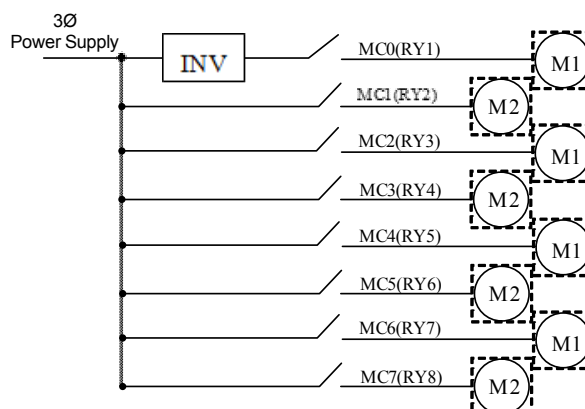 3Ø
Power Supply
INV
MC0(RY1)
M1
MC1(RY2)
M2
MC2(RY3)
M1
MC3(RY4)
M2
MC4(RY5)
M1
MC5(RY6)
M2
MC6(RY7)
M1
MC7(RY8)
M2